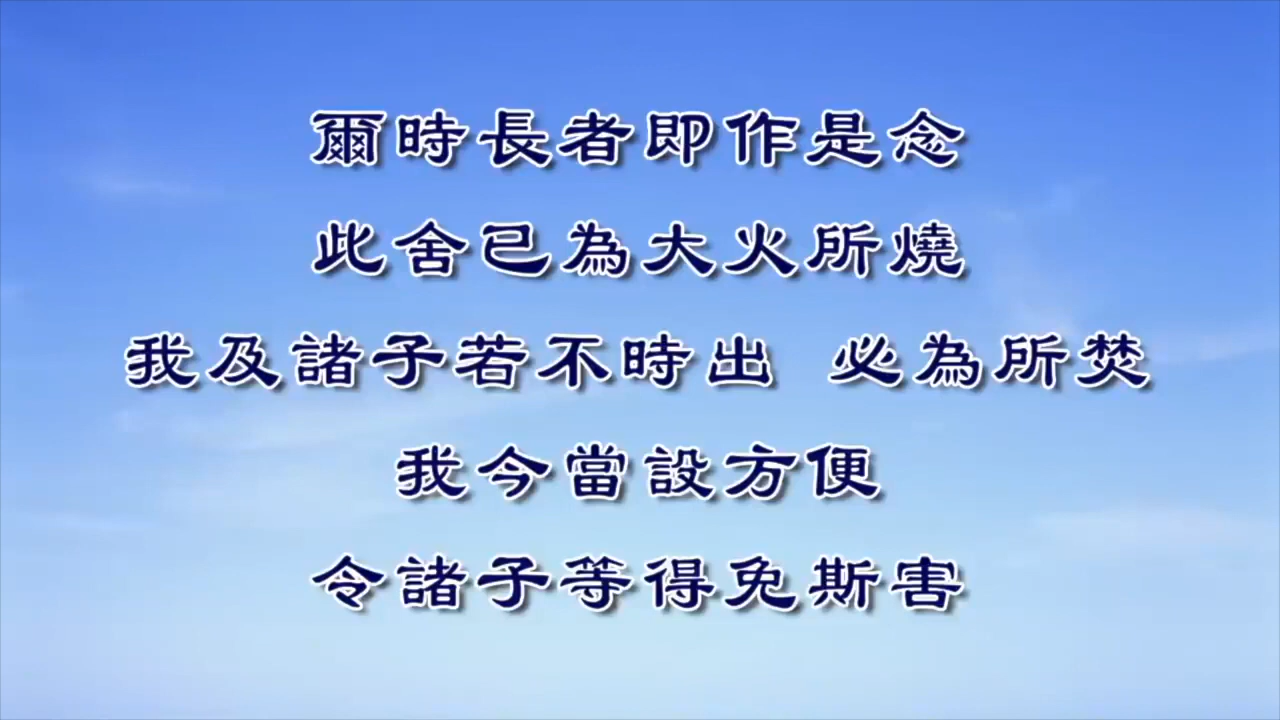 爾時長者即作是念
此舍已為大火所燒
我及諸子若不時出 必為所焚
我今當設方便
令諸子等得免斯害